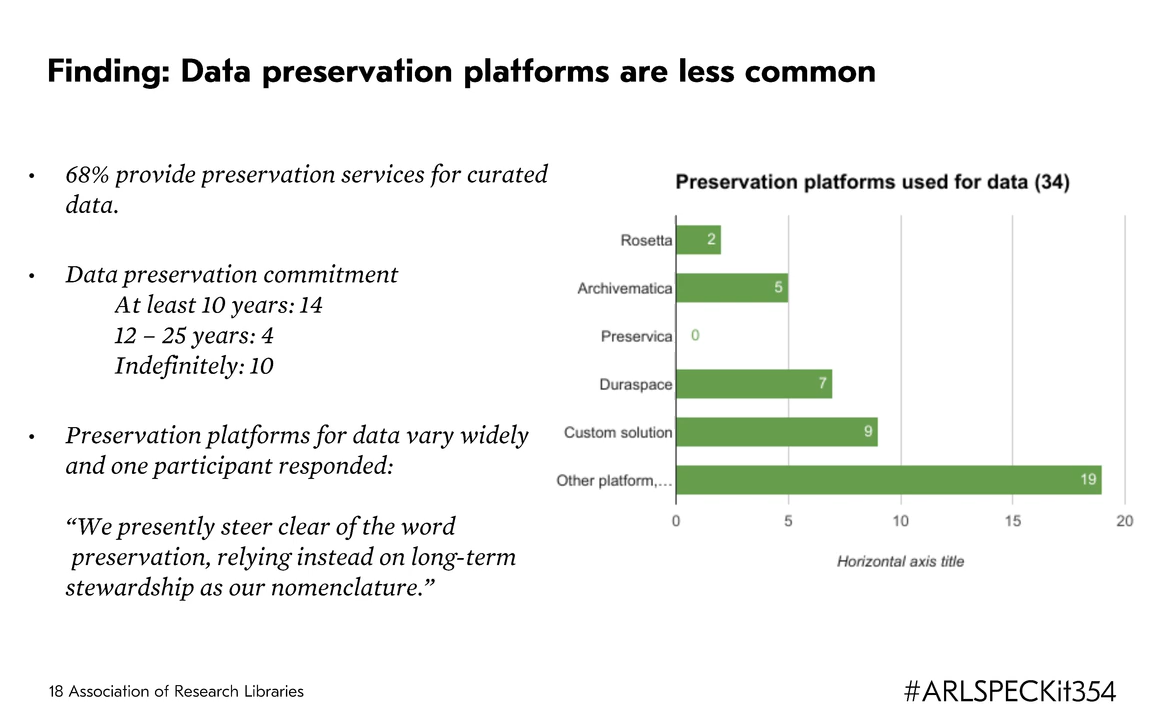 Finding: Data preservation platforms are less common
• 68% provide preservation services for curated
data.
• Data preservation commitment
At least 10 years: 14
12 – 25 years: 4
Indefinitely: 10
• Preservation platforms for data vary widely
and one participant responded:
“We presently steer clear of the word
preservation, relying instead on long-term
stewardship as our nomenclature.”
Preservation platforms used for data (34)
Rosetta 2
Archivematica 5
Preservica 0
Duraspace 7
Custom solution 9
Other platform,… 19
0 5 10 15 20
Horizontal axis title
18 Association of Research Libraries
#ARLSPECKit354